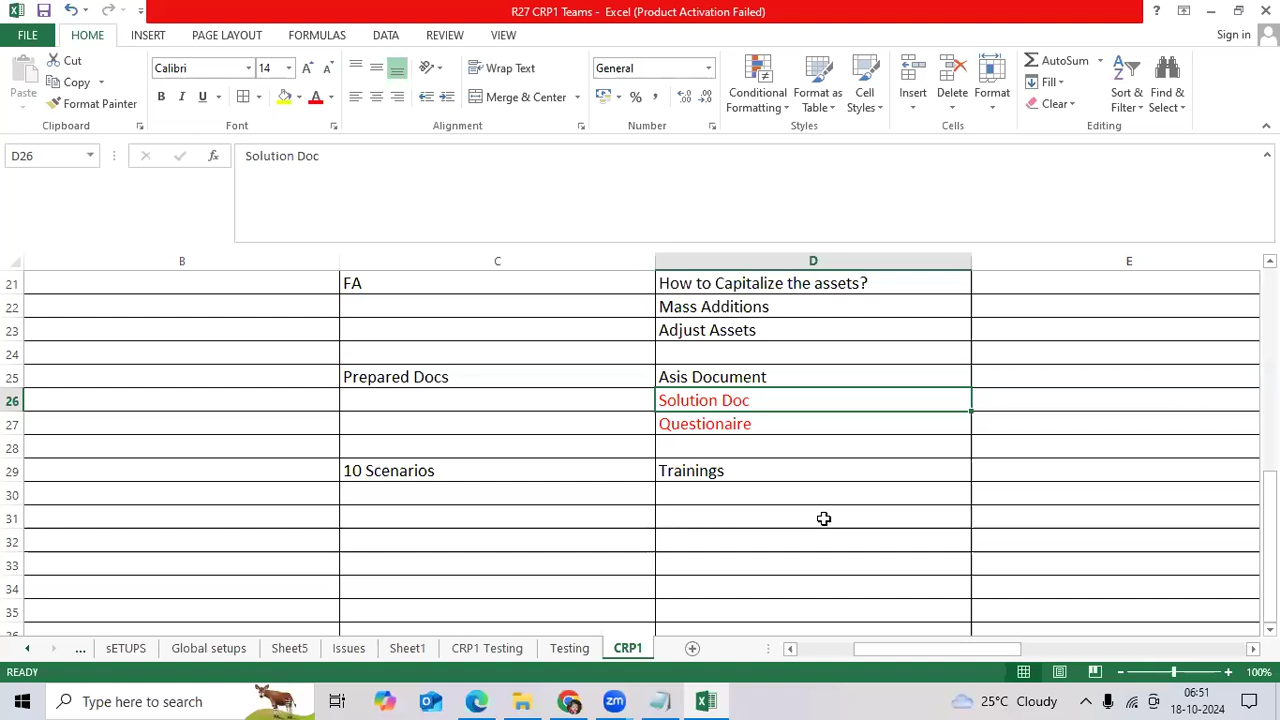 R27 CRP1 Teams - Excel (Product Activation Failed)
?
FILE HOME INSERT PAGE LAYOUT FORMULAS DATA REVIEW VIEW Sign in
Paste Cut Copy Format Painter
Calibri 14
B I U A
Wrap Text
Merge & Center
General
% ,
Conditional Formatting Format as Table Cell Styles
Insert Delete Format
AutoSum Fill Clear
Sort & Filter Find & Select
Clipboard Font Alignment Number Styles Cells Editing
D26 fx Solution Doc
B C D E
21 FA How to Capitalize the assets?
22 Mass Additions
23 Adjust Assets
24
25 Prepared Docs Asis Document
26 Solution Doc
27 Questionaire
28
29 10 Scenarios Trainings
30
31
32
33
34
35
... sETUPS Global setups Sheet5 Issues Sheet1 CRP1 Testing Testing CRP1
READY 100%
Type here to search zm 25°C Cloudy 06:51
18-10-2024